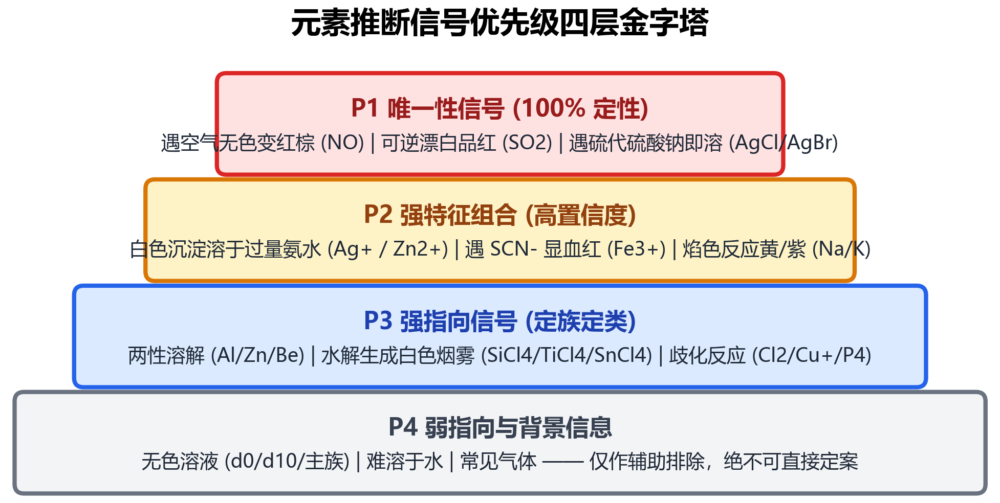 元素推断信号优先级四层金字塔
P1 唯一性信号 (100% 定性)
遇空气无色变红棕 (NO) | 可逆漂白品红 (SO2) | 遇硫代硫酸钠即溶 (AgCl/AgBr)
P2 强特征组合 (高置信度)
白色沉淀溶于过量氨水 (Ag+ / Zn2+) | 遇 SCN- 显血红 (Fe3+) | 焰色反应黄/紫 (Na/K)
P3 强指向信号 (定族定类)
两性溶解 (Al/Zn/Be) | 水解生成白色烟雾 (SiCl4/TiCl4/SnCl4) | 歧化反应 (Cl2/Cu+/P4)
P4 弱指向与背景信息
无色溶液 (d0/d10/主族) | 难溶于水 | 常见气体 —— 仅作辅助排除，绝不可直接定案